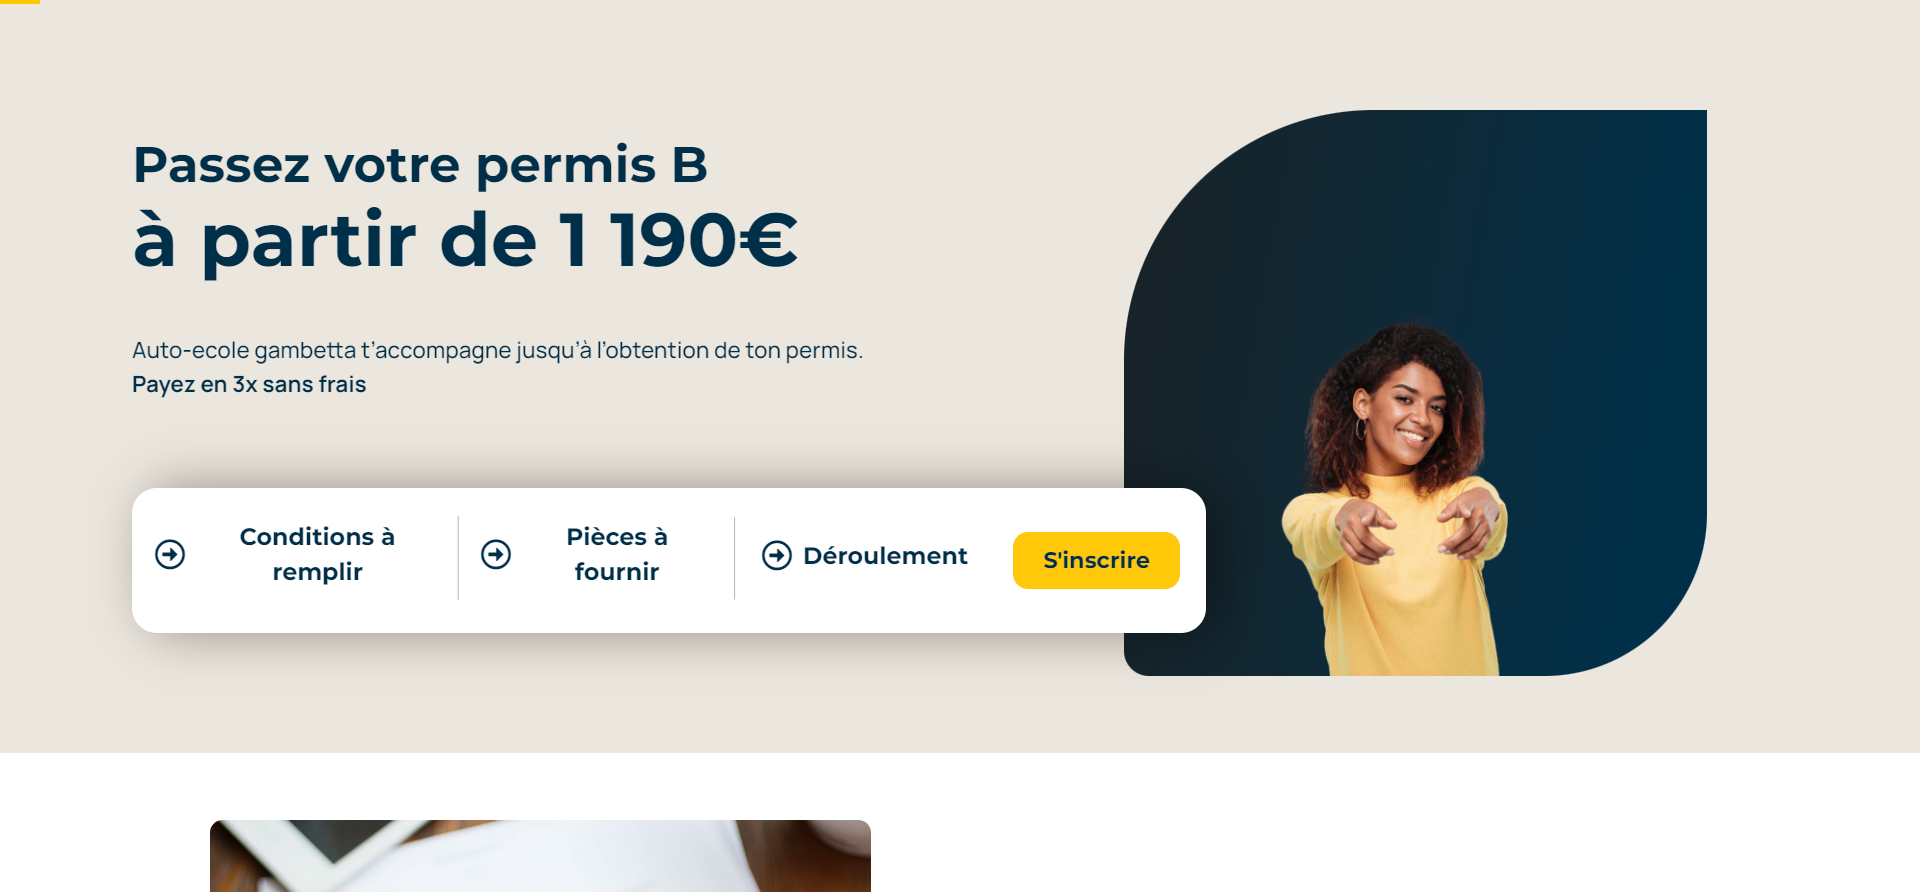 Passez votre permis B
à partir de 1 190€
Auto-ecole gambetta t’accompagne jusqu’à l’obtention de ton permis.
Payez en 3x sans frais
Conditions à
remplir
Pièces à
fournir
Déroulement
S'inscrire